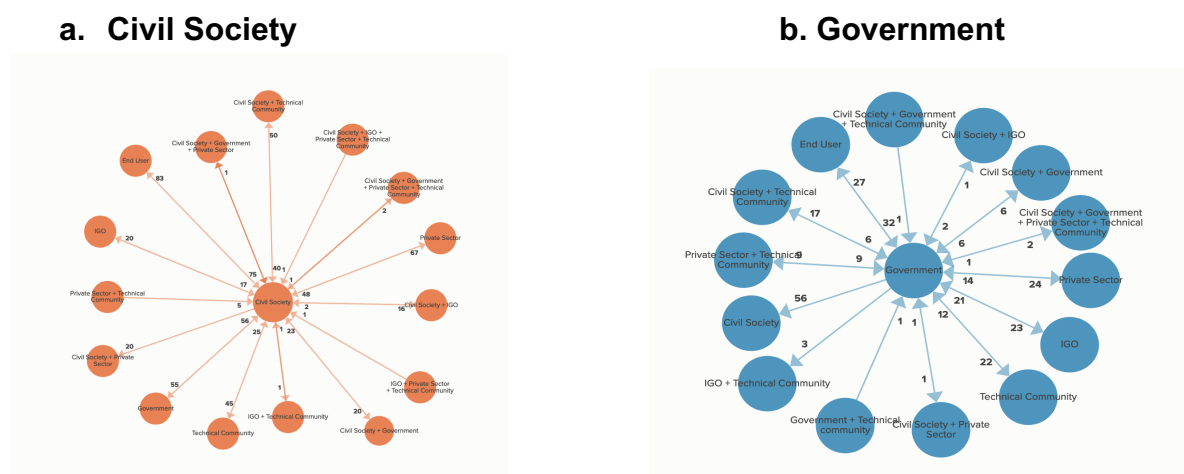 a. Civil Society
Civil Society + Technical
Community
50
Civil Society + Government
+ Private Sector
1
Civil Society + IGO +
Private Sector + Technical
Community
End User
83
Civil Society + Government
+ Private Sector + Technical
Community
2
IGO
20
Private Sector
67
75
40
1
17
1
48
Private Sector + Technical
Community
5
Civil Society
2
1
16
Civil Society + IGO
56
25
1
23
20
Civil Society + Private
Sector
55
Government
45
Technical Community
1
IGO + Technical Community
20
Civil Society + Government
IGO + Private Sector
+ Technical Community
b. Government
Civil Society + Government
+ Technical Community
Civil Society + IGO
End User
27
1
Civil Society + Government
6
Civil Society + Technical
Community
17
32
1
2
6
6
Civil Society + Government
+ Private Sector + Technical
Community
2
Private Sector + Technical
Community
9
9
1
Government
14
24
Private Sector
56
Civil Society
21
23
IGO
3
IGO + Technical Community
1
1
12
22
Technical Community
Government + Technical
community
1
Civil Society + Private
Sector